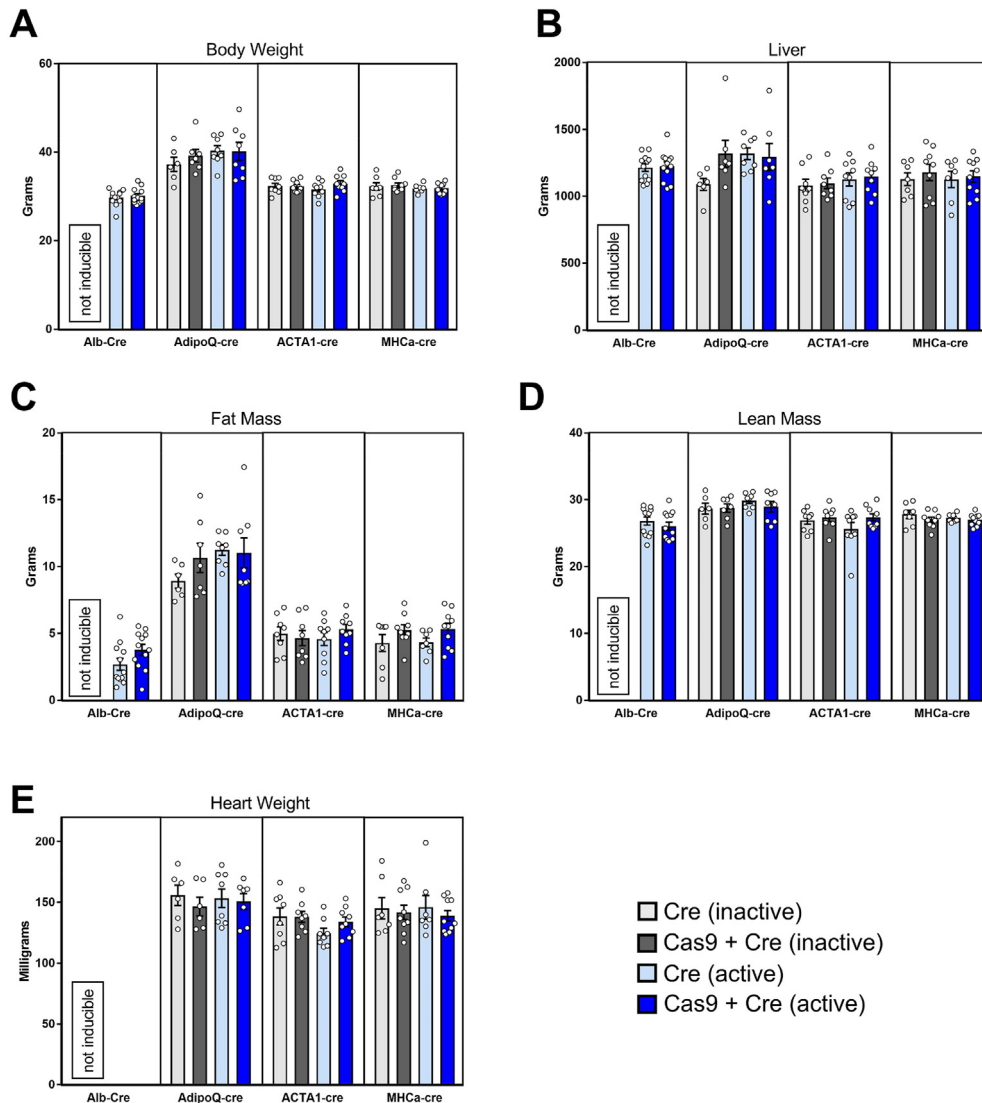 A
Body Weight
60
40
20
0
Grams
not inducible
Alb-Cre
AdipoQ-cre
ACTA1-cre
MHCa-cre
B
Liver
2000
1500
1000
500
0
Grams
not inducible
Alb-Cre
AdipoQ-cre
ACTA1-cre
MHCa-cre
C
Fat Mass
20
15
10
5
0
Grams
not inducible
Alb-Cre
AdipoQ-cre
ACTA1-cre
MHCa-cre
D
Lean Mass
40
30
20
10
0
Grams
not inducible
Alb-Cre
AdipoQ-cre
ACTA1-cre
MHCa-cre
E
Heart Weight
200
150
100
50
0
Milligrams
not inducible
Alb-Cre
AdipoQ-cre
ACTA1-cre
MHCa-cre
Cre (inactive)
Cas9 + Cre (inactive)
Cre (active)
Cas9 + Cre (active)